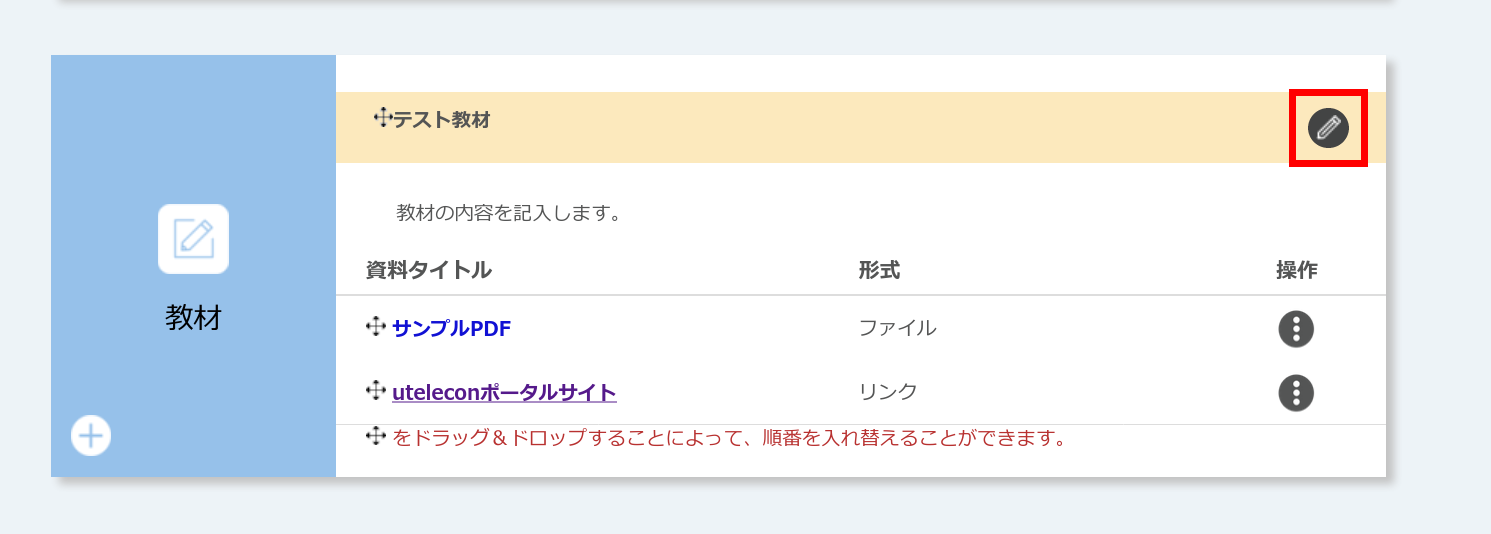 テスト教材
教材の内容を記入します。
資料タイトル 形式 操作
教材
サンプルPDF ファイル
uteleconポータルサイト リンク
をドラッグ＆ドロップすることによって、順番を入れ替えることができます。